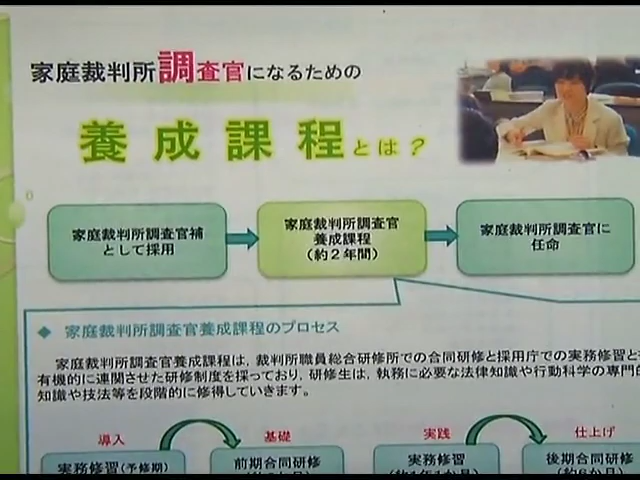 家庭裁判所調査官になるための
養成課程とは？
家庭裁判所調査官補
として採用
家庭裁判所調査官
養成課程
（約２年間）
家庭裁判所調査官に
任命
◆ 家庭裁判所調査官養成課程のプロセス
家庭裁判所調査官養成課程は，裁判所職員総合研修所での合同研修と採用庁での実務修習と
有機的に連関させた研修制度を採っており，研修生は，執務に必要な法律知識や行動科学の専門的
知識や技法等を段階的に修得していきます。
導入
基礎
実践
仕上げ
実務修習（予修期）
前期合同研修
実務修習
後期合同研修
（約1年1か月）
（約6か月）